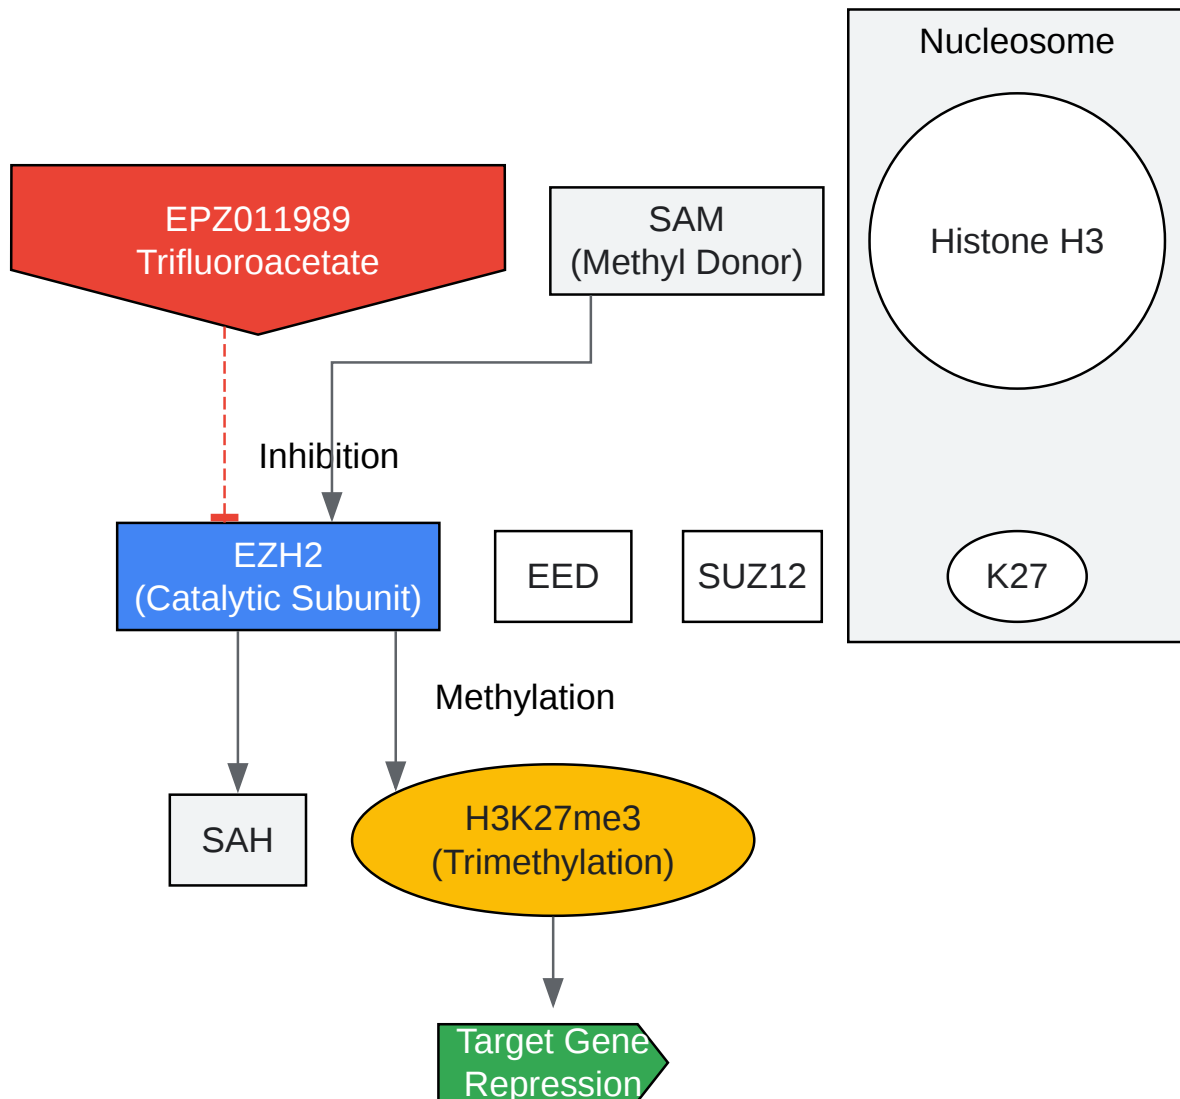 Nucleosome
EPZ011989
Trifluoroacetate
SAM
(Methyl Donor)
Histone H3
Inhibition
EZH2
(Catalytic Subunit)
EED
SUZ12
K27
Methylation
SAH
H3K27me3
(Trimethylation)
Target Gene
Repression